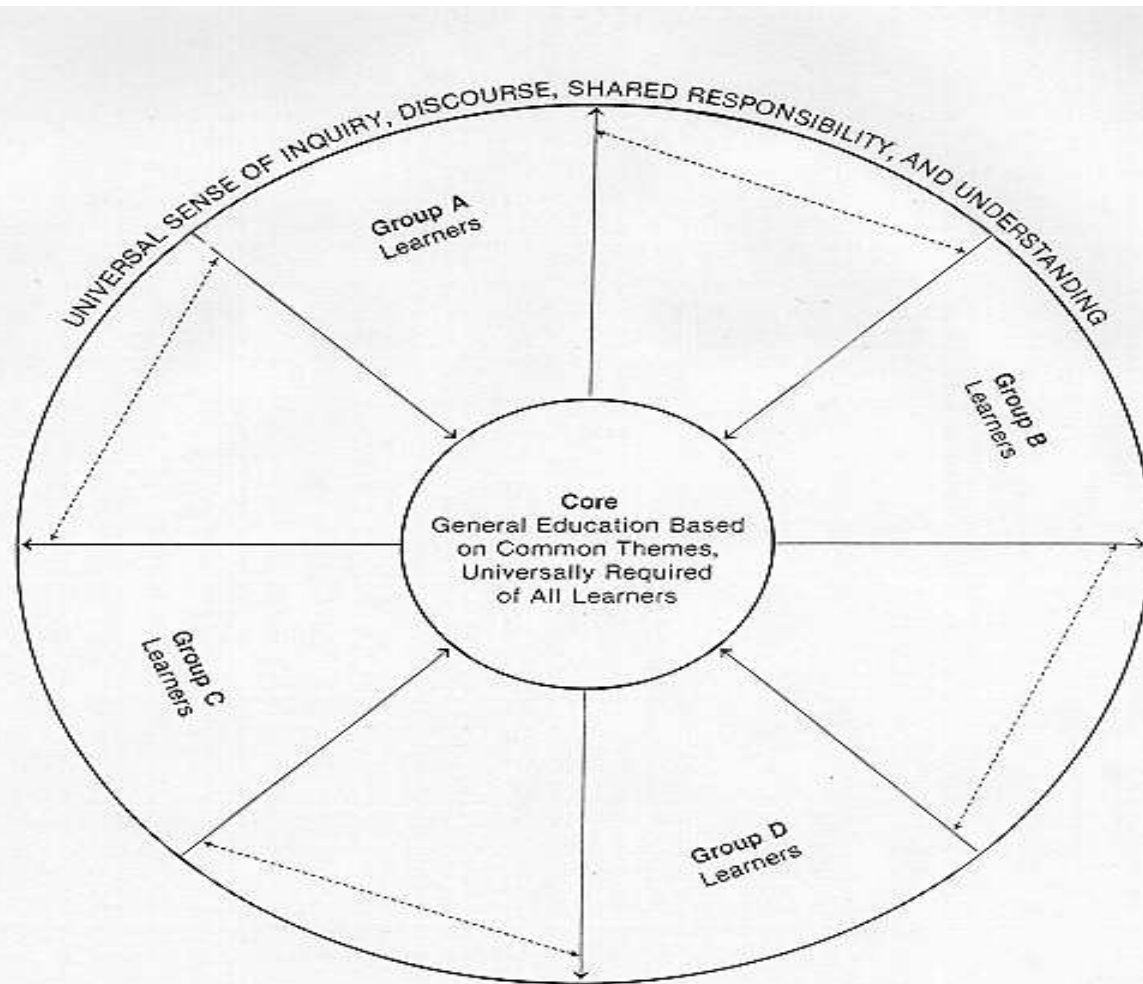 UNIVERSAL SENSE OF INQUIRY, DISCOURSE, SHARED RESPONSIBILITY, AND UNDERSTANDING
Group A
Learners
Group B
Learners
Core
General Education Based
on Common Themes,
Universally Required
of All Learners
Group C
Learners
Group D
Learners